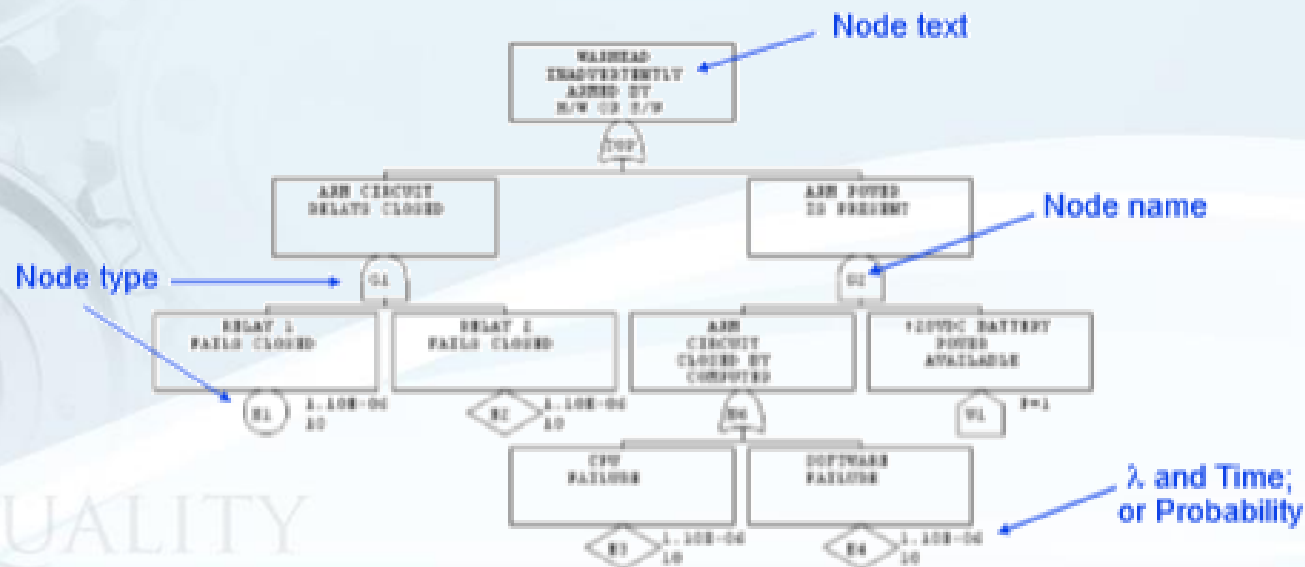 Node text
WARHEAD
INADVERTENTLY
ARMED BY
H/W OR S/W
TOP
ARM CIRCUIT
RELAYS CLOSED
ARM POWER
IS PRESENT
Node name
Node type
G1
G2
RELAY 1
FAILS CLOSED
RELAY 2
FAILS CLOSED
ARM
CIRCUIT
CLOSED BY
COMPUTER
+28VDC BATTERY
POWER
AVAILABLE
E1
1.10E-06
10
E2
1.10E-06
10
P=1
CPU
FAILURE
SOFTWARE
FAILURE
λ and Time;
or Probability
E3
1.10E-06
10
E4
1.10E-06
10
UALITY